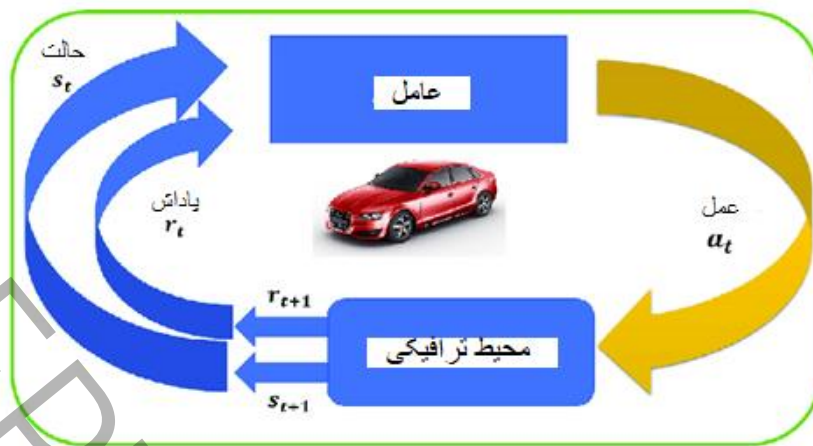 حالت
s_t
عامل
پاداش
r_t
عمل
a_t
r_{t+1}
محیط ترافیکی
s_{t+1}